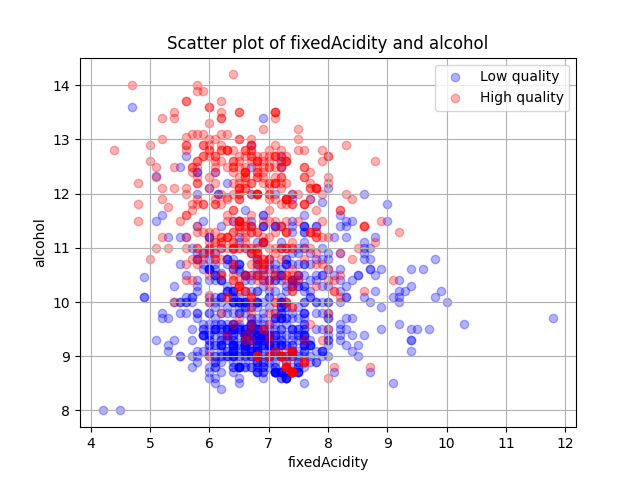 Scatter plot of fixedAcidity and alcohol
Low quality
High quality
14
13
12
11
10
9
8
alcohol
4 5 6 7 8 9 10 11 12
fixedAcidity